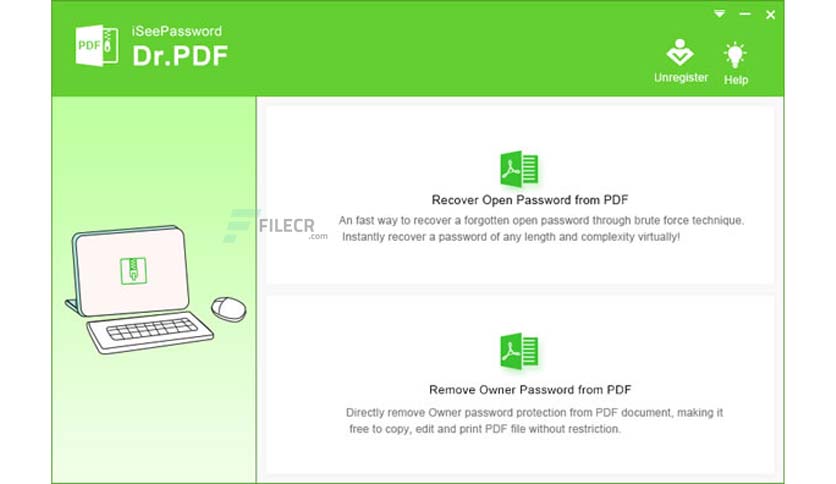 iSeePassword
PDF
Dr.PDF
Unregister
Help
Recover Open Password from PDF
An fast way to recover a forgotten open password through brute force technique.
Instantly recover a password of any length and complexity virtually!
FILECR
.com
Remove Owner Password from PDF
Directly remove Owner password protection from PDF document, making it
free to copy, edit and print PDF file without restriction.